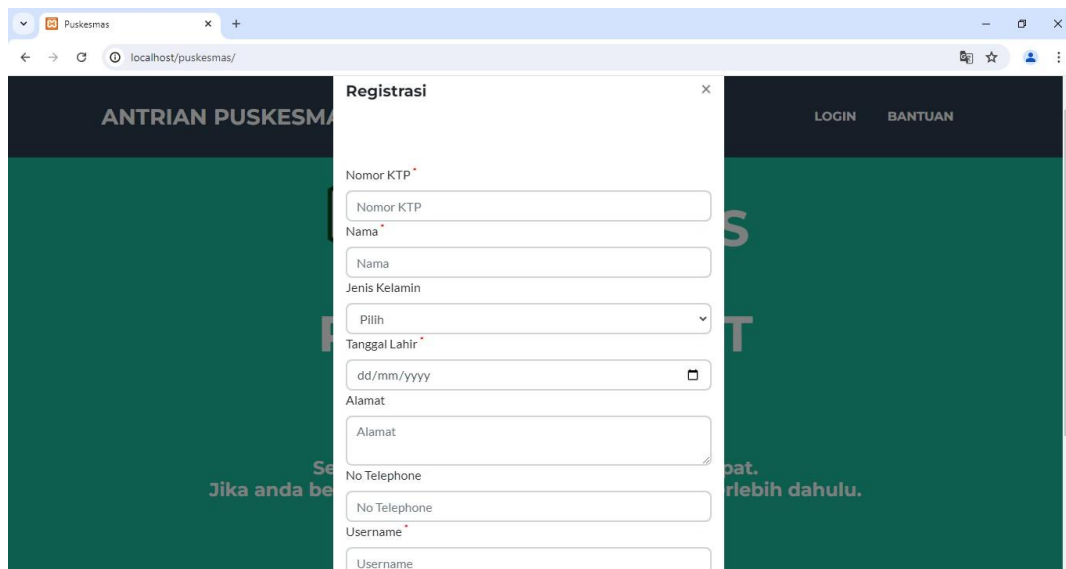 Puskesmas
localhost/puskesmas/
ANTRIAN PUSKESMA
LOGIN
BANTUAN
Registrasi
Nomor KTP*
Nomor KTP
Nama*
Nama
Jenis Kelamin
Pilih
Tanggal Lahir*
dd/mm/yyyy
Alamat
Alamat
No Telephone
No Telephone
Username*
Username
S
T
Se
pat.
Jika anda be
rlebih dahulu.